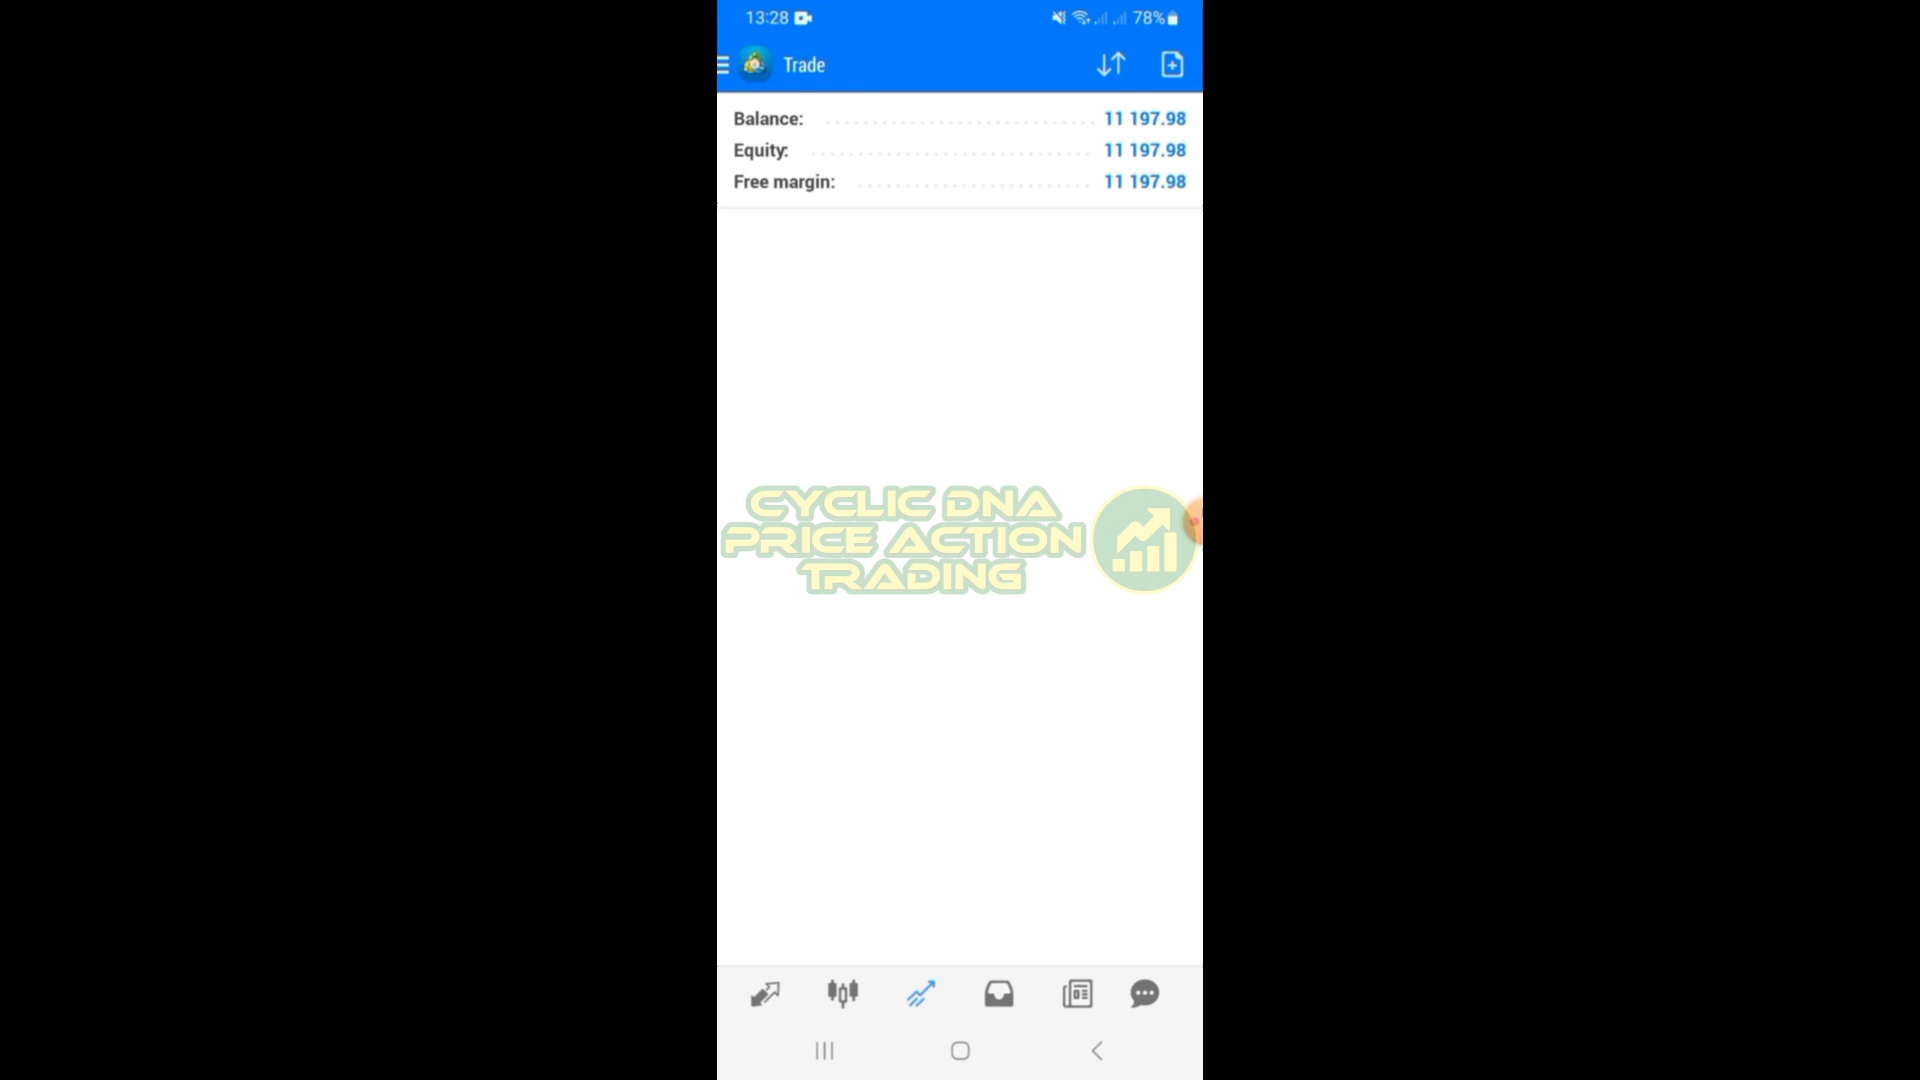 13:28 78%
Trade
Balance: 11 197.98
Equity: 11 197.98
Free margin: 11 197.98
CYCLIC DNA
PRICE ACTION
TRADING